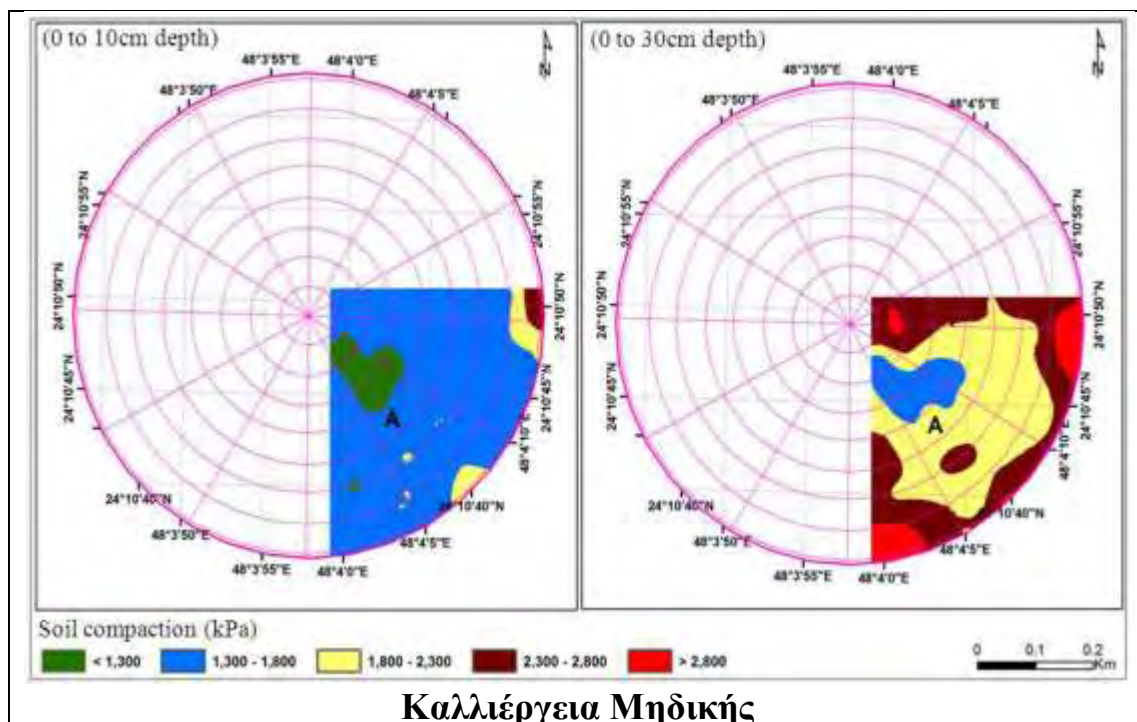 (0 to 10cm depth)
N
48°3'55"E
48°4'0"E
48°3'50"E
48°4'5"E
24°10'55"N
24°10'55"N
24°10'50"N
24°10'50"N
24°10'45"N
24°10'45"N
A
48°4'10"E
24°10'40"N
24°10'40"N
48°3'50"E
48°4'5"E
48°3'55"E
48°4'0"E
(0 to 30cm depth)
N
48°3'55"E
48°4'0"E
48°3'50"E
48°4'5"E
24°10'55"N
24°10'55"N
24°10'50"N
24°10'50"N
24°10'45"N
24°10'45"N
A
48°4'10"E
24°10'40"N
10'40"N
48°3'50"E
48°4'5"E
48°3'55"E
48°4'0"E
Soil compaction (kPa)
< 1,300 1,300 - 1,800 1,800 - 2,300 2,300 - 2,800 > 2,800
0 0.1 0.2
Km
Καλλιέργεια Μηδικής